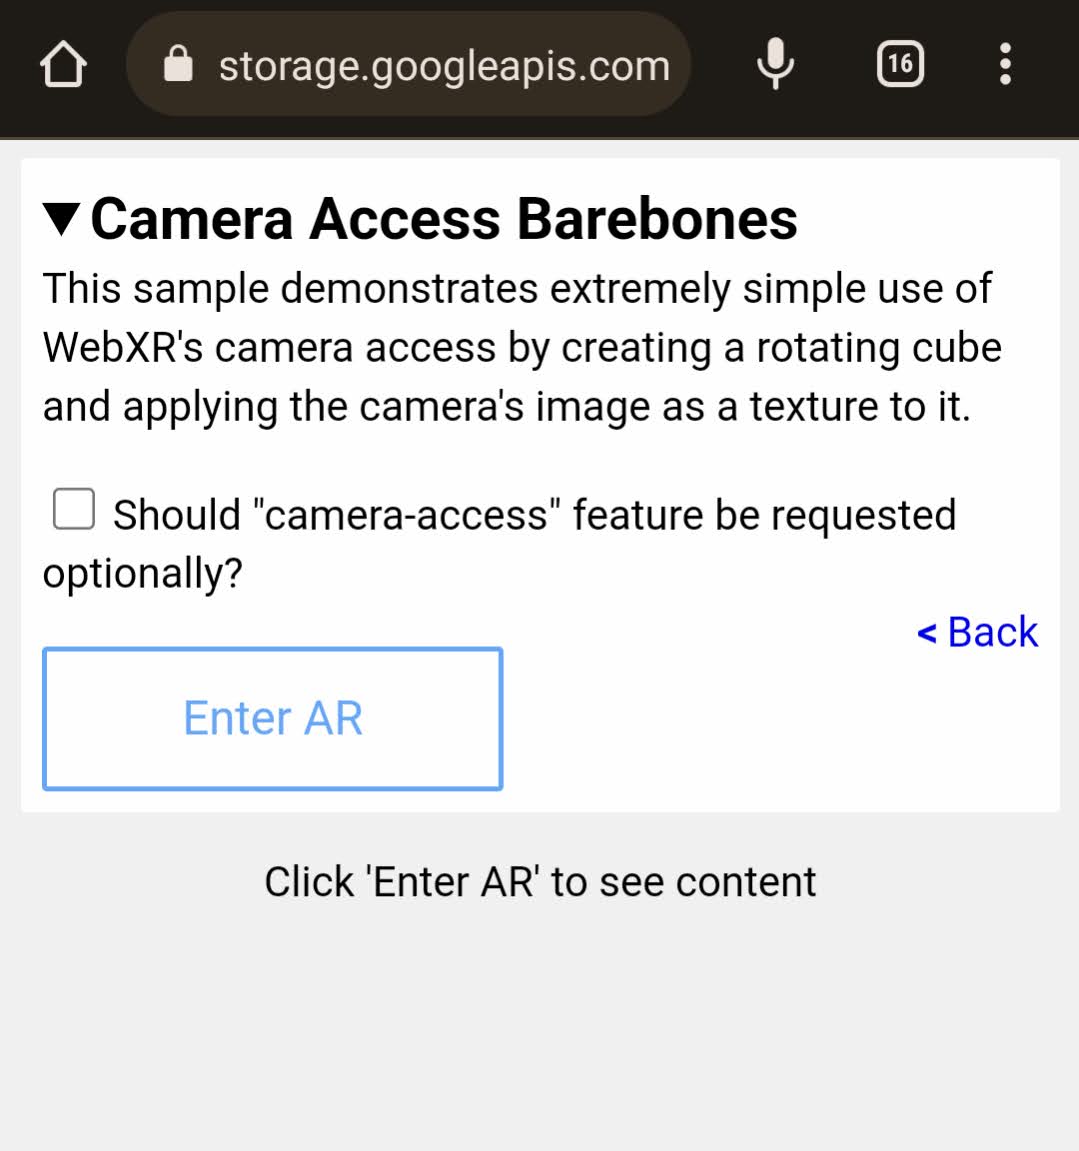 storage.googleapis.com
16
Camera Access Barebones
This sample demonstrates extremely simple use of
WebXR's camera access by creating a rotating cube
and applying the camera's image as a texture to it.
Should "camera-access" feature be requested
optionally?
< Back
Enter AR
Click 'Enter AR' to see content